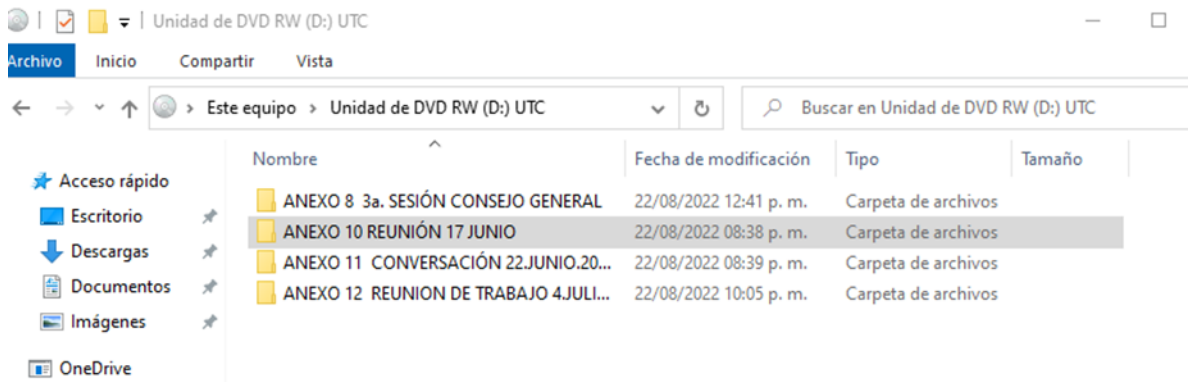 Unidad de DVD RW (D:) UTC
Archivo Inicio Compartir Vista
Este equipo > Unidad de DVD RW (D:) UTC Buscar en Unidad de DVD RW (D:) UTC
Nombre Fecha de modificación Tipo Tamaño
Acceso rápido
Escritorio
Descargas
Documentos
Imágenes
OneDrive
ANEXO 8 3a. SESIÓN CONSEJO GENERAL 22/08/2022 12:41 p. m. Carpeta de archivos
ANEXO 10 REUNIÓN 17 JUNIO 22/08/2022 08:38 p. m. Carpeta de archivos
ANEXO 11 CONVERSACIÓN 22.JUNIO.20... 22/08/2022 08:39 p. m. Carpeta de archivos
ANEXO 12 REUNION DE TRABAJO 4.JULI... 22/08/2022 10:05 p. m. Carpeta de archivos